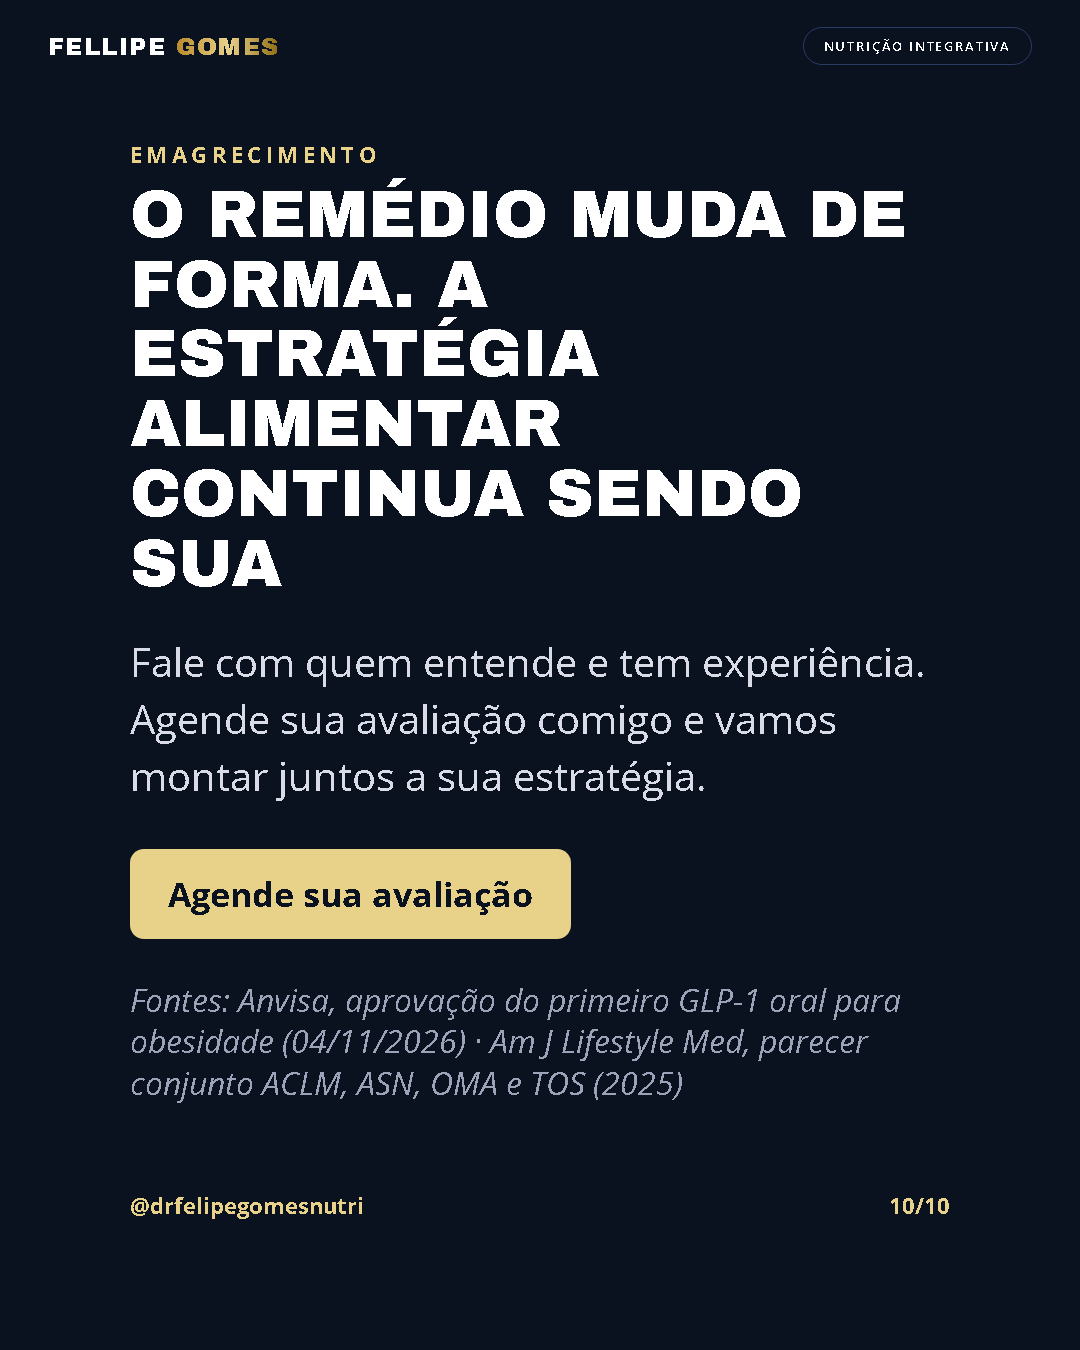 FELLIPE GOMES
NUTRIÇÃO INTEGRATIVA
EMAGRECIMENTO
O REMÉDIO MUDA DE
FORMA. A
ESTRATÉGIA
ALIMENTAR
CONTINUA SENDO
SUA
Fale com quem entende e tem experiência.
Agende sua avaliação comigo e vamos
montar juntos a sua estratégia.
Agende sua avaliação
Fontes: Anvisa, aprovação do primeiro GLP-1 oral para
obesidade (04/11/2026) · Am J Lifestyle Med, parecer
conjunto ACLM, ASN, OMA e TOS (2025)
@drfelipegomesnutri
10/10